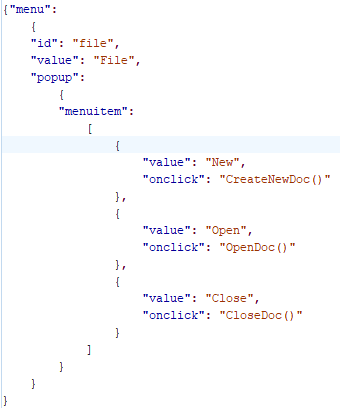 {"menu":
    {
    "id": "file",
    "value": "File",
    "popup":
        {
        "menuitem":
            [
                {
                    "value": "New",
                    "onclick": "CreateNewDoc()"
                },
                {
                    "value": "Open",
                    "onclick": "OpenDoc()"
                },
                {
                    "value": "Close",
                    "onclick": "CloseDoc()"
                }
            ]
        }
    }
}